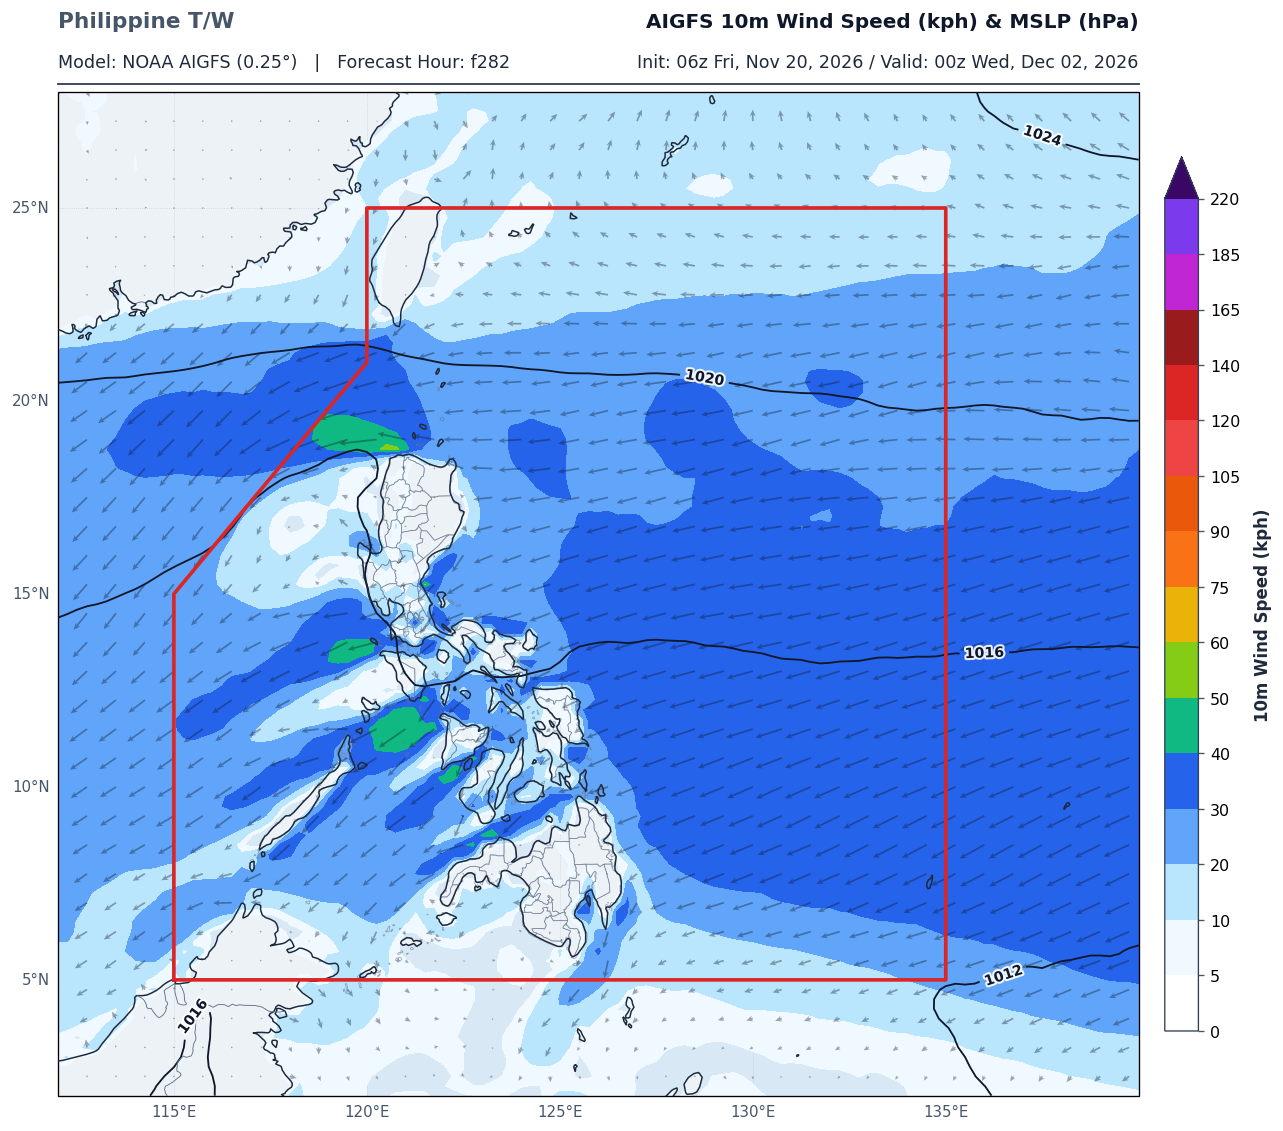 Philippine T/W
AIGFS 10m Wind Speed (kph) & MSLP (hPa)
Model: NOAA AIGFS (0.25°) | Forecast Hour: f282
Init: 06z Fri, Nov 20, 2026 / Valid: 00z Wed, Dec 02, 2026
1024
1020
1016
1012
1016
25°N
20°N
15°N
10°N
5°N
115°E
120°E
125°E
130°E
135°E
220
185
165
140
120
105
90
75
60
50
40
30
20
10
5
0
10m Wind Speed (kph)